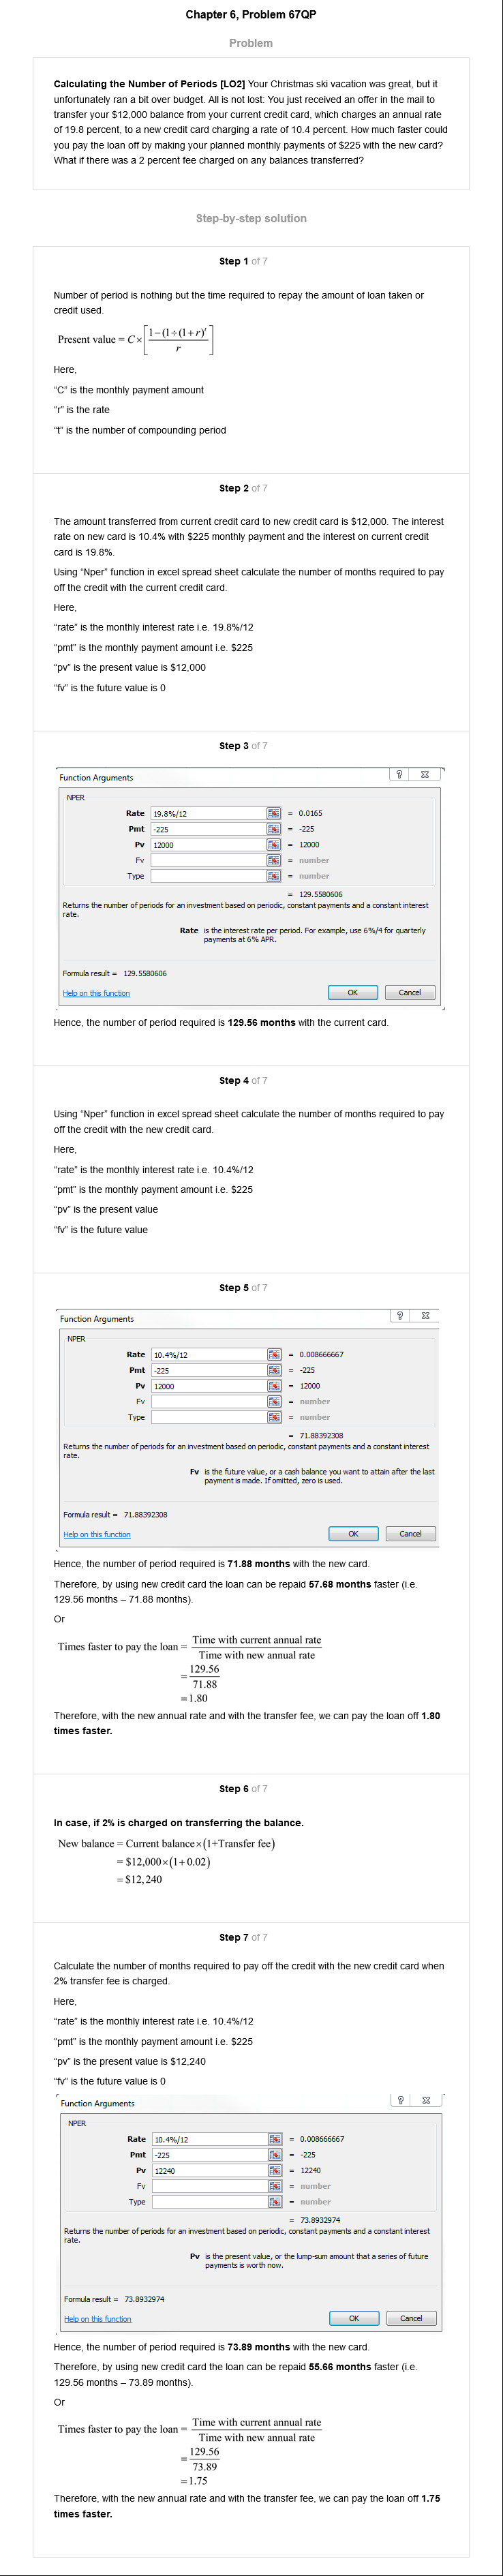 Chapter 6, Problem 67QP
Problem
Calculating the Number of Periods [LO2] Your Christmas ski vacation was great, but it
unfortunately ran a bit over budget. All is not lost: You just received an offer in the mail to
transfer your $12,000 balance from your current credit card, which charges an annual rate
of 19.8 percent, to a new credit card charging a rate of 10.4 percent. How much faster could
you pay the loan off by making your planned monthly payments of $225 with the new card?
What if there was a 2 percent fee charged on any balances transferred?
Step-by-step solution
Step 1 of 7
Number of period is nothing but the time required to repay the amount of loan taken or
credit used.
Present value = C×[1−(1÷(1+r)^t / r]
Here,
“C” is the monthly payment amount
“r” is the rate
“t” is the number of compounding period
Step 2 of 7
The amount transferred from current credit card to new credit card is $12,000. The interest
rate on new card is 10.4% with $225 monthly payment and the interest on current credit
card is 19.8%.
Using “Nper” function in excel spread sheet calculate the number of months required to pay
off the credit with the current credit card.
Here,
“rate” is the monthly interest rate i.e. 19.8%/12
“pmt” is the monthly payment amount i.e. $225
“pv” is the present value is $12,000
“fv” is the future value is 0
Step 3 of 7
Function Arguments
NPER
Rate 19.8%/12 = 0.0165
Pmt -225 = -225
Pv 12000 = 12000
Fv = number
Type = number
= 129.5580606
Returns the number of periods for an investment based on periodic, constant payments and a constant interest
rate.
Rate is the interest rate per period. For example, use 6%/4 for quarterly
payments at 6% APR.
Formula result = 129.5580606
Help on this function OK Cancel
Hence, the number of period required is 129.56 months with the current card.
Step 4 of 7
Using “Nper” function in excel spread sheet calculate the number of months required to pay
off the credit with the new credit card.
Here,
“rate” is the monthly interest rate i.e. 10.4%/12
“pmt” is the monthly payment amount i.e. $225
“pv” is the present value
“fv” is the future value
Step 5 of 7
Function Arguments
NPER
Rate 10.4%/12 = 0.008666667
Pmt -225 = -225
Pv 12000 = 12000
Fv = number
Type = number
= 71.88392308
Returns the number of periods for an investment based on periodic, constant payments and a constant interest
rate.
Fv is the future value, or a cash balance you want to attain after the last
payment is made. If omitted, zero is used.
Formula result = 71.88392308
Help on this function OK Cancel
Hence, the number of period required is 71.88 months with the new card.
Therefore, by using new credit card the loan can be repaid 57.68 months faster (i.e.
129.56 months – 71.88 months).
Or
Times faster to pay the loan = Time with current annual rate / Time with new annual rate
= 129.56 / 71.88
= 1.80
Therefore, with the new annual rate and with the transfer fee, we can pay the loan off 1.80
times faster.
Step 6 of 7
In case, if 2% is charged on transferring the balance.
New balance = Current balance×(1+Transfer fee)
= $12,000×(1+0.02)
= $12,240
Step 7 of 7
Calculate the number of months required to pay off the credit with the new credit card when
2% transfer fee is charged.
Here,
“rate” is the monthly interest rate i.e. 10.4%/12
“pmt” is the monthly payment amount i.e. $225
“pv” is the present value is $12,240
“fv” is the future value is 0
Function Arguments
NPER
Rate 10.4%/12 = 0.008666667
Pmt -225 = -225
Pv 12240 = 12240
Fv = number
Type = number
= 73.8932974
Returns the number of periods for an investment based on periodic, constant payments and a constant interest
rate.
Pv is the present value, or the lump-sum amount that a series of future
payments is worth now.
Formula result = 73.8932974
Help on this function OK Cancel
Hence, the number of period required is 73.89 months with the new card.
Therefore, by using new credit card the loan can be repaid 55.66 months faster (i.e.
129.56 months – 73.89 months).
Or
Times faster to pay the loan = Time with current annual rate / Time with new annual rate
= 129.56 / 73.89
= 1.75
Therefore, with the new annual rate and with the transfer fee, we can pay the loan off 1.75
times faster.